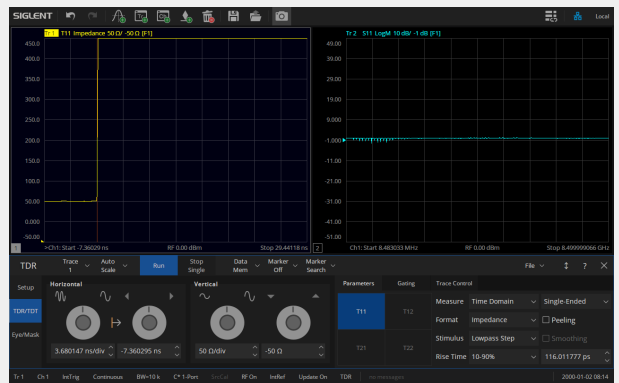 SIGLENT
Local
Tr 1 T11 Impedance 50 Ω/ -50 Ω [F1]
450.0
400.0
350.0
300.0
250.0
200.0
150.0
100.0
50.00
0.000
-50.00
1 >Ch1: Start -7.36029 ns RF 0.00 dBm Stop 29.44118 ns
Tr 2 S11 LogM 10 dB/ -1 dB [F1]
49.00
39.00
29.00
19.00
9.000
-1.000
-11.00
-21.00
-31.00
-41.00
-51.00
2 Ch1: Start 8.483033 MHz RF 0.00 dBm Stop 8.499999066 GHz
TDR Trace 1 Auto Scale Run Stop Single Data Mem Marker Off Marker Search File ?
Setup
TDR/TDT
Eye/Mask
Horizontal
3.680147 ns/div -7.360295 ns
Vertical
50 Ω/div -50 Ω
Parameters Gating Trace Control
T11 T12
T21 T22
Measure Time Domain Single-Ended
Format Impedance Peeling
Stimulus Lowpass Step Smoothing
Rise Time 10-90% 116.011777 ps
Tr 1 Ch 1 IntTrig Continuous BW=10 k C* 1-Port SimCal RF On IntRef Update On TDR no messages 2000-01-02 08:14